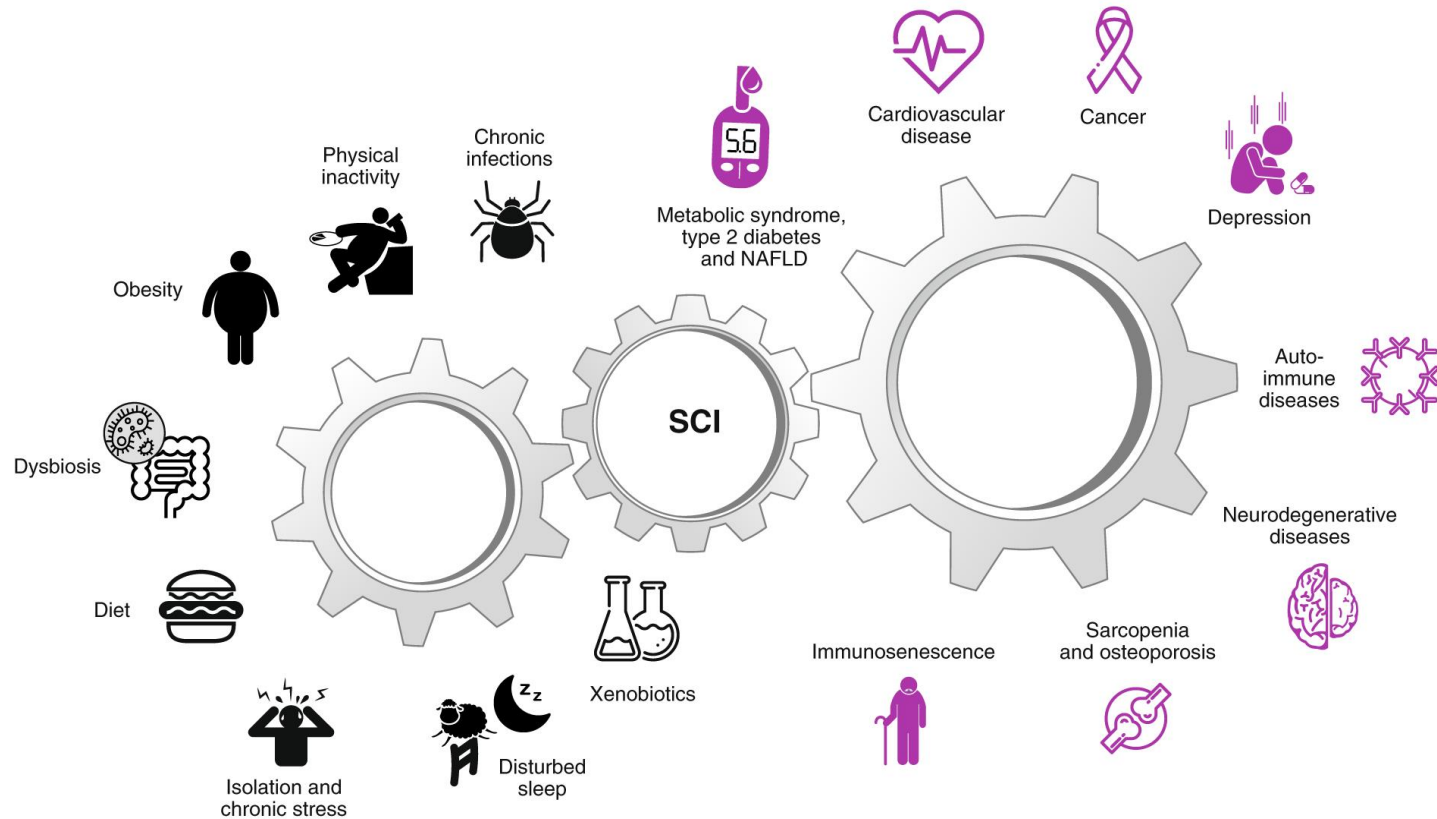 Chronic
infections
Physical
inactivity
Obesity
Dysbiosis
Diet
Isolation and
chronic stress
zz
Disturbed
sleep
Xenobiotics
SCI
5.6
Metabolic syndrome,
type 2 diabetes
and NAFLD
Cardiovascular
disease
Cancer
Depression
Auto-
immune
diseases
Neurodegenerative
diseases
Sarcopenia
and osteoporosis
Immunosenescence